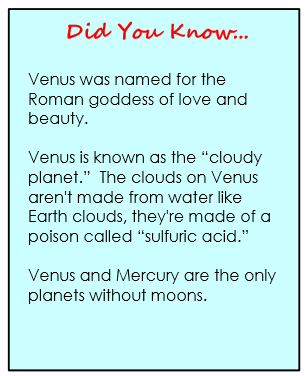 Did You Know...
Venus was named for the
Roman goddess of love and
beauty.
Venus is known as the “cloudy
planet.”  The clouds on Venus
aren't made from water like
Earth clouds, they're made of a
poison called “sulfuric acid.”
Venus and Mercury are the only
planets without moons.